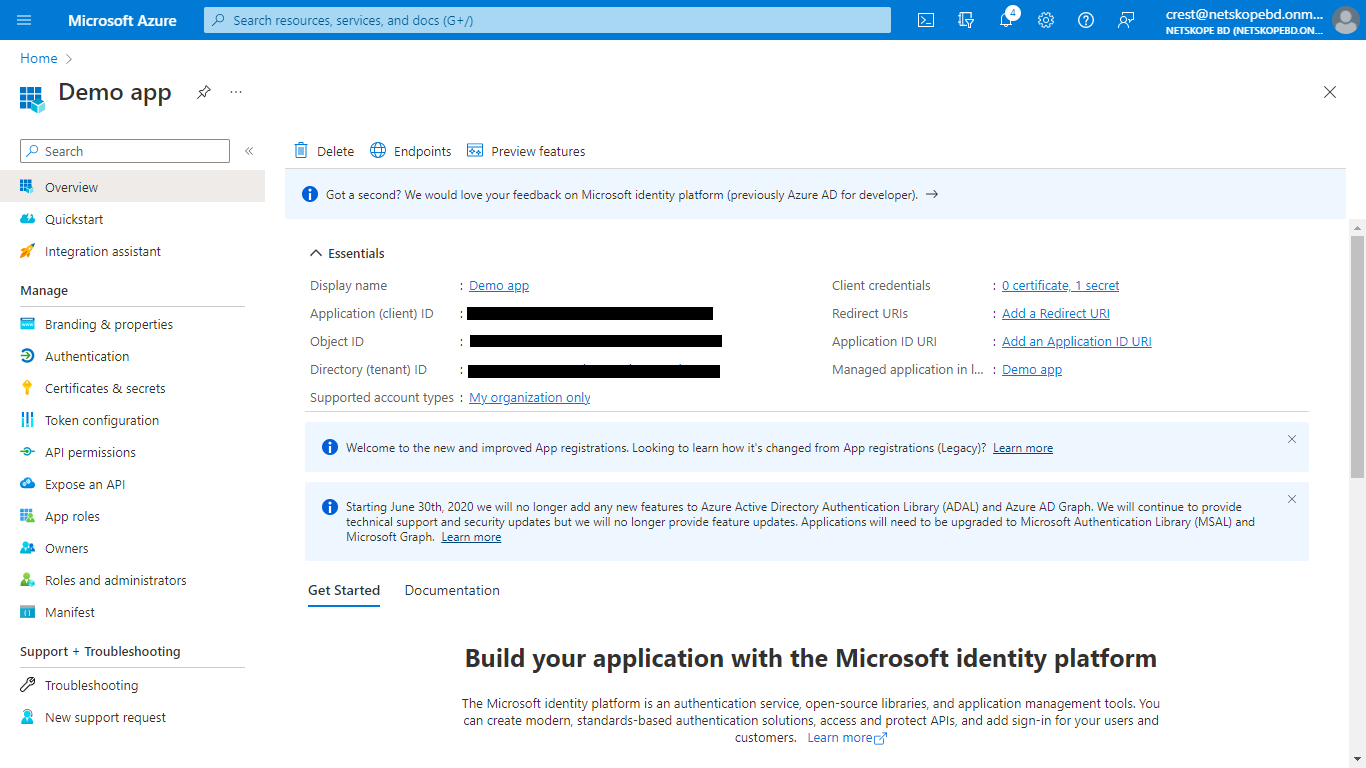 Microsoft Azure
Search resources, services, and docs (G+/)
4
crest@netskopebd.onm...
NETSKOPE BD (NETSKOPEBD.ON...
Home
Demo app
Search
Overview
Quickstart
Integration assistant
Manage
Branding & properties
Authentication
Certificates & secrets
Token configuration
API permissions
Expose an API
App roles
Owners
Roles and administrators
Manifest
Support + Troubleshooting
Troubleshooting
New support request
Delete Endpoints Preview features
Got a second? We would love your feedback on Microsoft identity platform (previously Azure AD for developer). →
Essentials
Display name : Demo app
Application (client) ID :
Object ID :
Directory (tenant) ID :
Supported account types : My organization only
Client credentials : 0 certificate, 1 secret
Redirect URIs : Add a Redirect URI
Application ID URI : Add an Application ID URI
Managed application in l... : Demo app
Welcome to the new and improved App registrations. Looking to learn how it's changed from App registrations (Legacy)? Learn more
Starting June 30th, 2020 we will no longer add any new features to Azure Active Directory Authentication Library (ADAL) and Azure AD Graph. We will continue to provide
technical support and security updates but we will no longer provide feature updates. Applications will need to be upgraded to Microsoft Authentication Library (MSAL) and
Microsoft Graph. Learn more
Get Started Documentation
Build your application with the Microsoft identity platform
The Microsoft identity platform is an authentication service, open-source libraries, and application management tools. You
can create modern, standards-based authentication solutions, access and protect APIs, and add sign-in for your users and
customers. Learn more